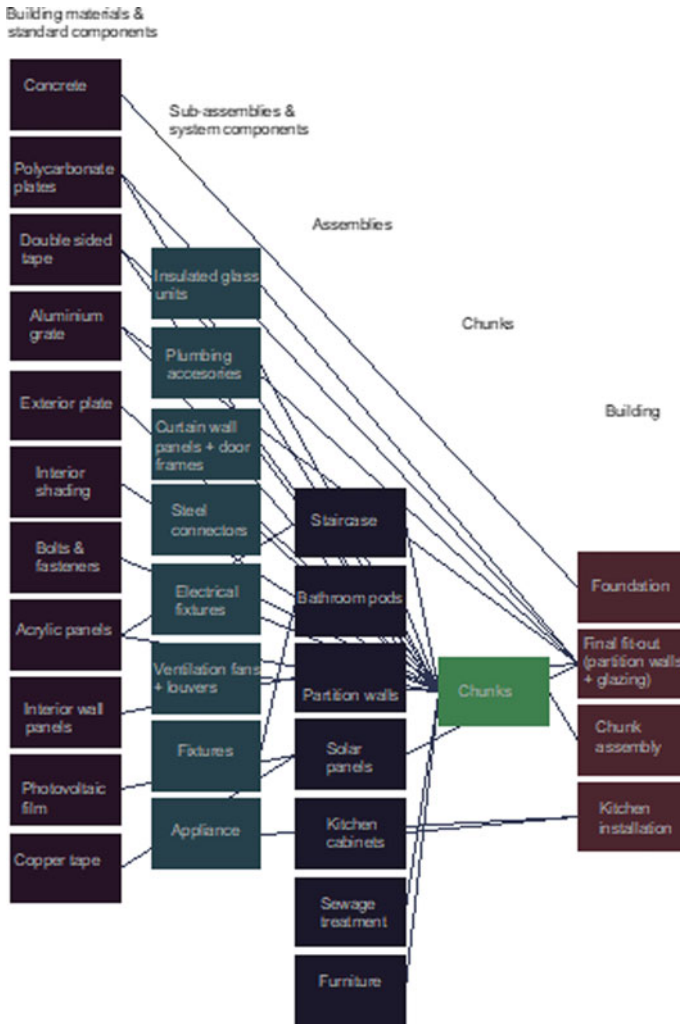 Building materials &
standard components
Concrete
Polycarbonate
plates
Double sided
tape
Aluminium
grate
Exterior plate
Interior
shading
Bolts &
fasteners
Acrylic panels
Interior wall
panels
Photovoltaic
film
Copper tape
Sub-assemblies &
system components
Insulated glass
units
Plumbing
accesories
Curtain wall
panels + door
frames
Steel
connectors
Electrical
fixtures
Ventilation fans
+ louvers
Fixtures
Appliance
Assemblies
Staircase
Bathroom pods
Partition walls
Solar
panels
Kitchen
cabinets
Sewage
treatment
Furniture
Chunks
Chunks
Building
Foundation
Final fit-out
(partition walls
+ glazing)
Chunk
assembly
Kitchen
installation